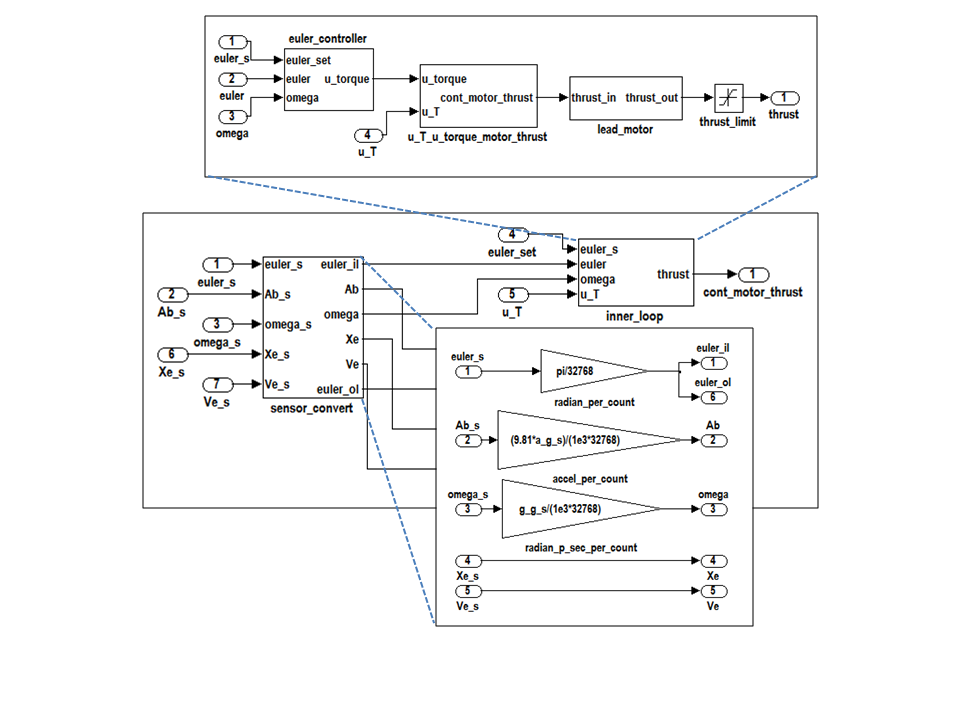 euler_controller
1
euler_s
euler_set
2
euler
euler
u_torque
omega
3
omega
u_torque
cont_motor_thrust
u_T
4
u_T
u_T_u_torque_motor_thrust
thrust_in
thrust_out
lead_motor
thrust_limit
1
thrust
4
euler_set
5
u_T
euler_s
euler
omega
u_T
thrust
inner_loop
1
cont_motor_thrust
1
euler_s
2
Ab_s
3
omega_s
6
Xe_s
7
Ve_s
euler_s
Ab_s
omega_s
Xe_s
Ve_s
euler_il
Ab
omega
Xe
Ve
euler_ol
sensor_convert
euler_s
1
pi/32768
radian_per_count
euler_il
1
euler_ol
6
Ab_s
2
(9.81*a_g_s)/(1e3*32768)
accel_per_count
Ab
2
omega_s
3
g_g_s/(1e3*32768)
radian_p_sec_per_count
omega
3
4
Xe_s
4
Xe
5
Ve_s
5
Ve